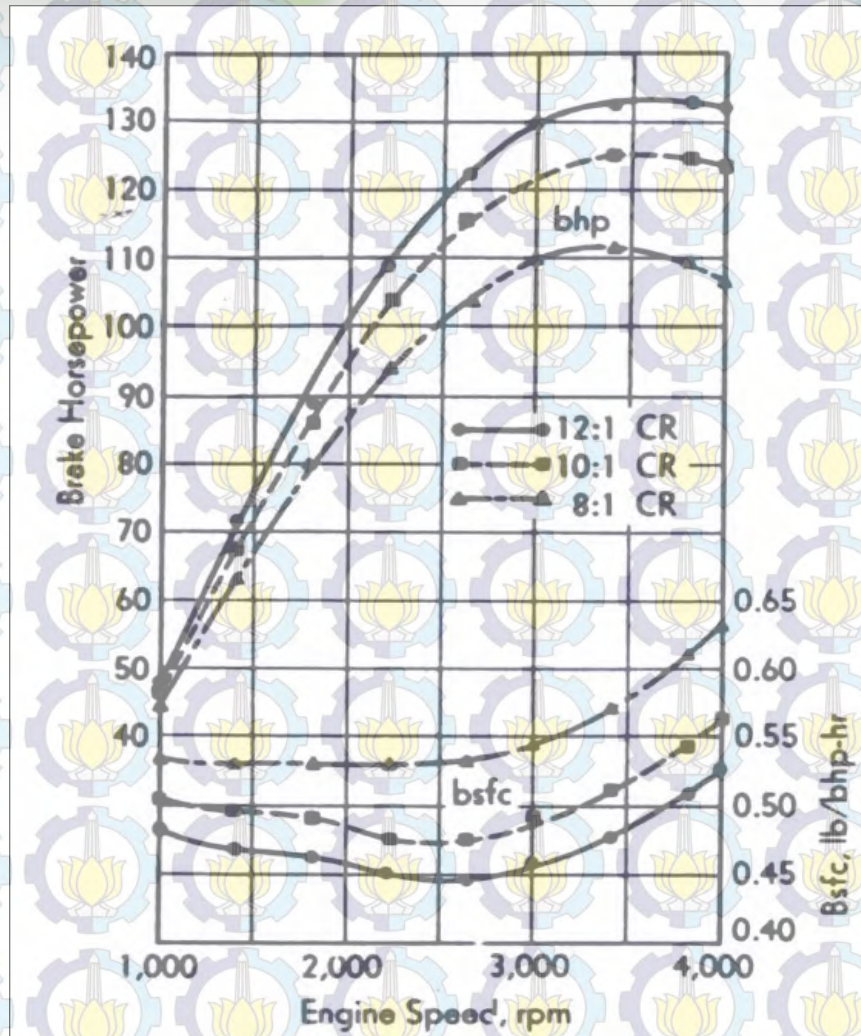 140
130
120
110
100
90
80
70
60
50
40
Brake Horsepower
bhp
12:1 CR
10:1 CR
8:1 CR
bsfc
0.65
0.60
0.55
0.50
0.45
0.40
Bsfc, lb/bhp-hr
1,000 2,000 3,000 4,000
Engine Speed, rpm